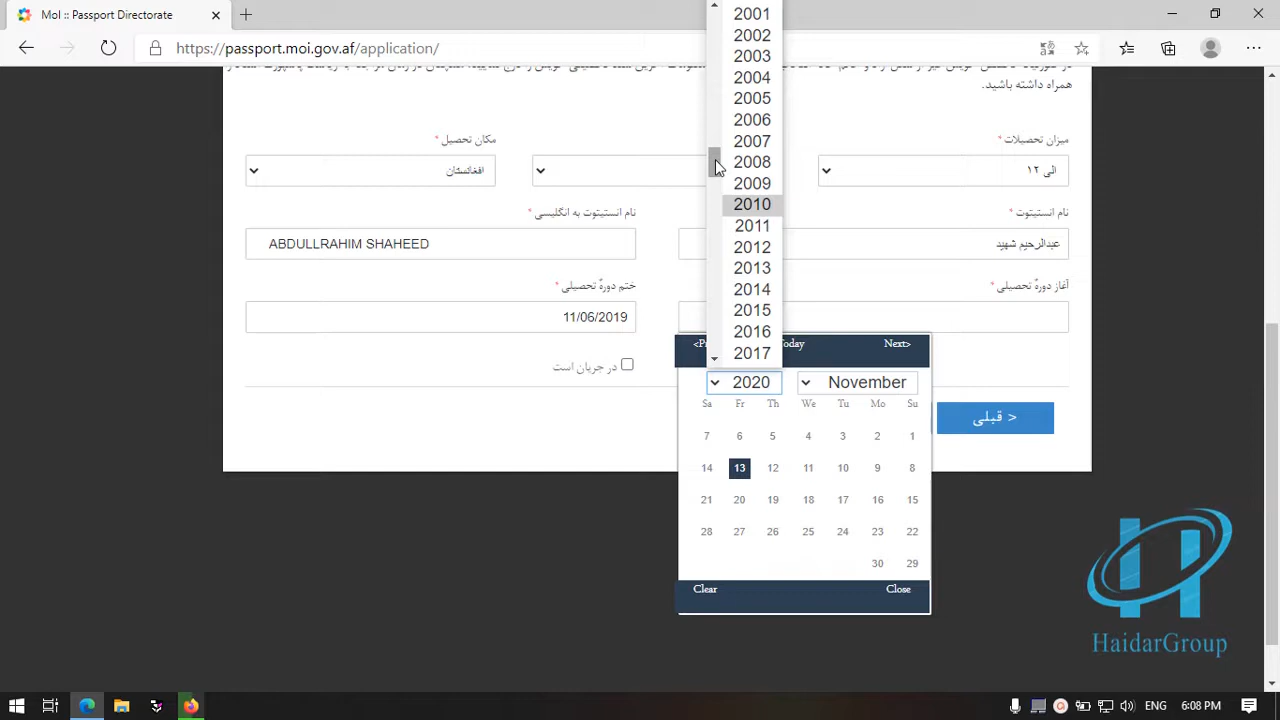 MoI :: Passport Directorate
https://passport.moi.gov.af/application/
همراه داشته باشید.
میزان تحصیلات *
مکان تحصیل *
الی ۱۲
افغانستان
نام انستیتوت *
نام انستیتوت به انگلیسی *
عبدالرحیم شهید
ABDULLRAHIM SHAHEED
آغاز دورهٔ تحصیلی *
ختم دورهٔ تحصیلی *
11/06/2019
در جریان است
2001
2002
2003
2004
2005
2006
2007
2008
2009
2010
2011
2012
2013
2014
2015
2016
2017
Next>
2020 November
Sa Fr Th We Tu Mo Su
7 6 5 4 3 2 1
14 13 12 11 10 9 8
21 20 19 18 17 16 15
28 27 26 25 24 23 22
30 29
Clear Close
< قبلی
HaidarGroup
ENG 6:08 PM